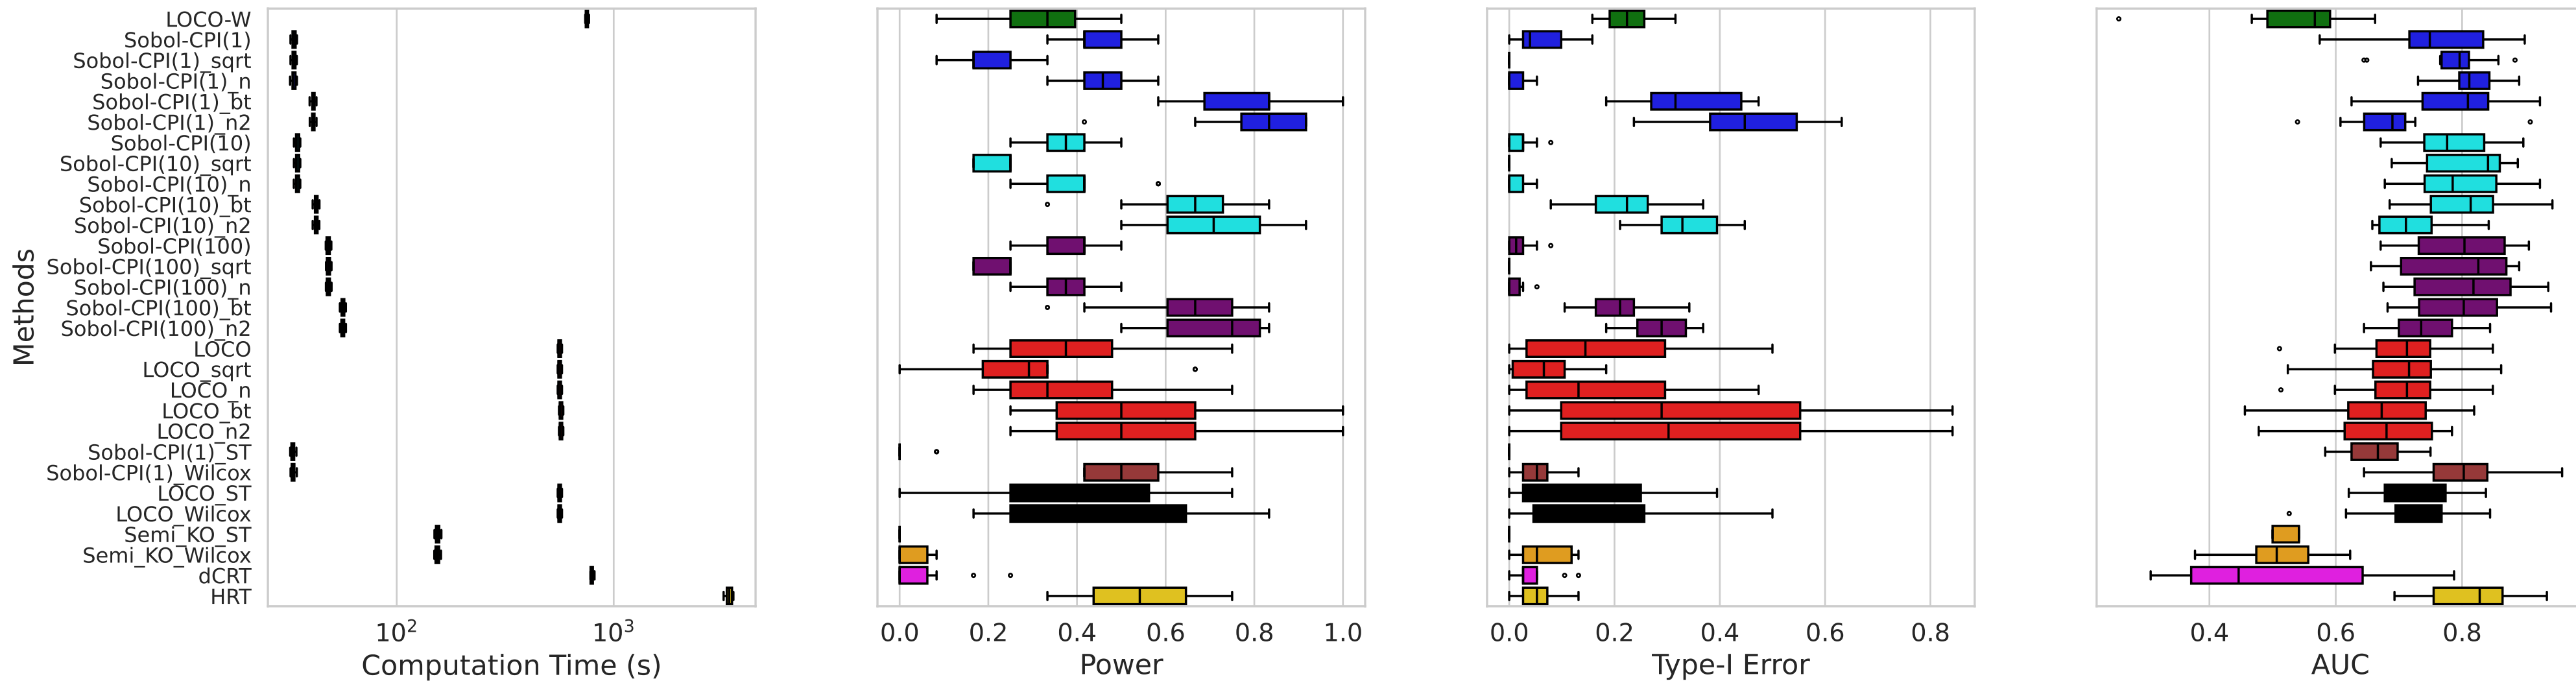 Methods
LOCO-W
Sobol-CPI(1)
Sobol-CPI(1)_sqrt
Sobol-CPI(1)_n
Sobol-CPI(1)_bt
Sobol-CPI(1)_n2
Sobol-CPI(10)
Sobol-CPI(10)_sqrt
Sobol-CPI(10)_n
Sobol-CPI(10)_bt
Sobol-CPI(10)_n2
Sobol-CPI(100)
Sobol-CPI(100)_sqrt
Sobol-CPI(100)_n
Sobol-CPI(100)_bt
Sobol-CPI(100)_n2
LOCO
LOCO_sqrt
LOCO_n
LOCO_bt
LOCO_n2
Sobol-CPI(1)_ST
Sobol-CPI(1)_Wilcox
LOCO_ST
LOCO_Wilcox
Semi_KO_ST
Semi_KO_Wilcox
dCRT
HRT
10² 10³
Computation Time (s)
0.0 0.2 0.4 0.6 0.8 1.0
Power
0.0 0.2 0.4 0.6 0.8
Type-I Error
0.4 0.6 0.8
AUC